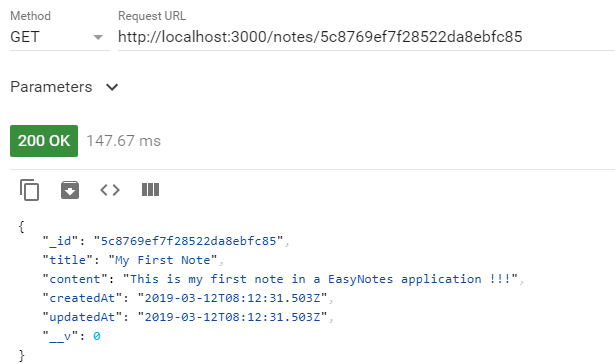 Method Request URL
GET http://localhost:3000/notes/5c8769ef7f28522da8ebfc85
Parameters
200 OK 147.67 ms
{
"_id": "5c8769ef7f28522da8ebfc85",
"title": "My First Note",
"content": "This is my first note in a EasyNotes application !!!",
"createdAt": "2019-03-12T08:12:31.503Z",
"updatedAt": "2019-03-12T08:12:31.503Z",
"__v": 0
}